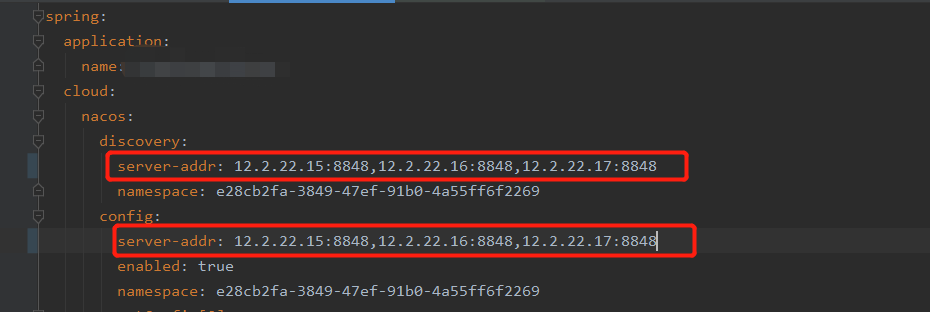 spring:
application:
name:
cloud:
nacos:
discovery:
server-addr: 12.2.22.15:8848,12.2.22.16:8848,12.2.22.17:8848
namespace: e28cb2fa-3849-47ef-91b0-4a55ff6f2269
config:
server-addr: 12.2.22.15:8848,12.2.22.16:8848,12.2.22.17:8848
enabled: true
namespace: e28cb2fa-3849-47ef-91b0-4a55ff6f2269